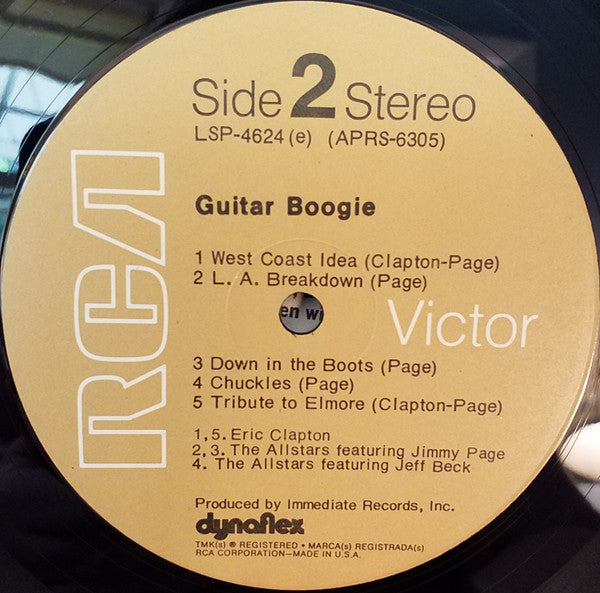 Side 2 Stereo
LSP-4624 (e) (APRS-6305)
RCA
Guitar Boogie
1 West Coast Idea (Clapton-Page)
2 L. A. Breakdown (Page)
en wi
Victor
3 Down in the Boots (Page)
4 Chuckles (Page)
5 Tribute to Elmore (Clapton-Page)
1,5. Eric Clapton
2,3. The Allstars featuring Jimmy Page
4. The Allstars featuring Jeff Beck
Produced by Immediate Records, Inc.
dynaflex
TMK(s) ® REGISTERED • MARCA(s) REGISTRADA(s)
RCA CORPORATION—MADE IN U.S.A.